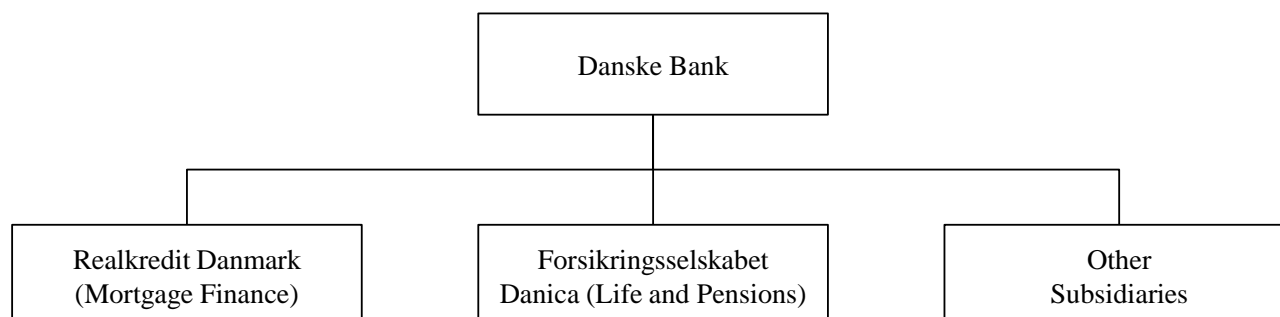 Danske Bank
Realkredit Danmark
(Mortgage Finance)
Forsikringsselskabet
Danica (Life and Pensions)
Other
Subsidiaries